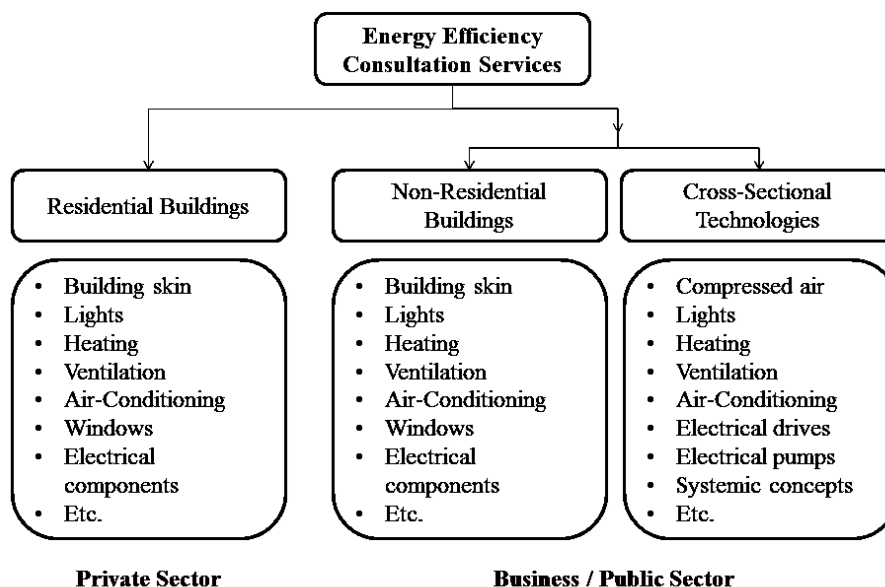 Energy Efficiency
Consultation Services
Residential Buildings
Non-Residential
Buildings
Cross-Sectional
Technologies
• Building skin
• Lights
• Heating
• Ventilation
• Air-Conditioning
• Windows
• Electrical
components
• Etc.
• Building skin
• Lights
• Heating
• Ventilation
• Air-Conditioning
• Windows
• Electrical
components
• Etc.
• Compressed air
• Lights
• Heating
• Ventilation
• Air-Conditioning
• Electrical drives
• Electrical pumps
• Systemic concepts
• Etc.
Private Sector
Business / Public Sector